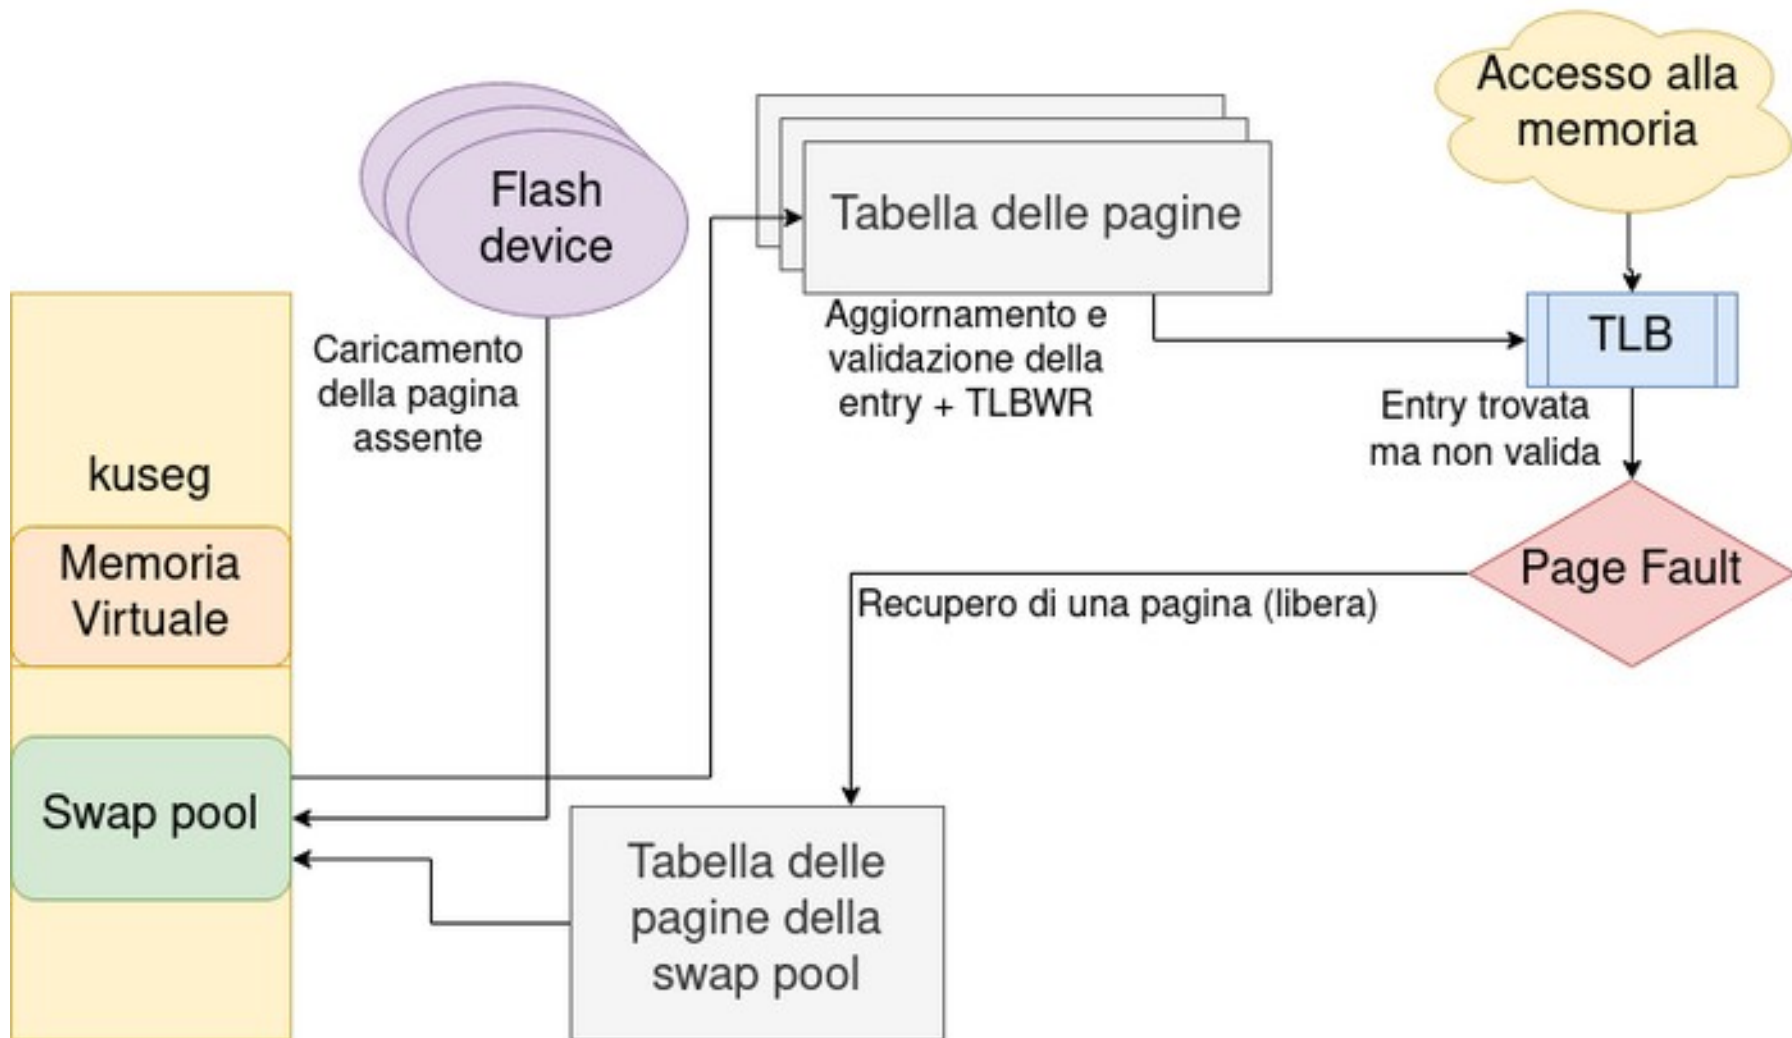 Accesso alla
memoria
Flash
device
Tabella delle pagine
Aggiornamento e
validazione della
entry + TLBWR
TLB
Caricamento
della pagina
assente
Entry trovata
ma non valida
kuseg
Memoria
Virtuale
Page Fault
Recupero di una pagina (libera)
Swap pool
Tabella delle
pagine della
swap pool